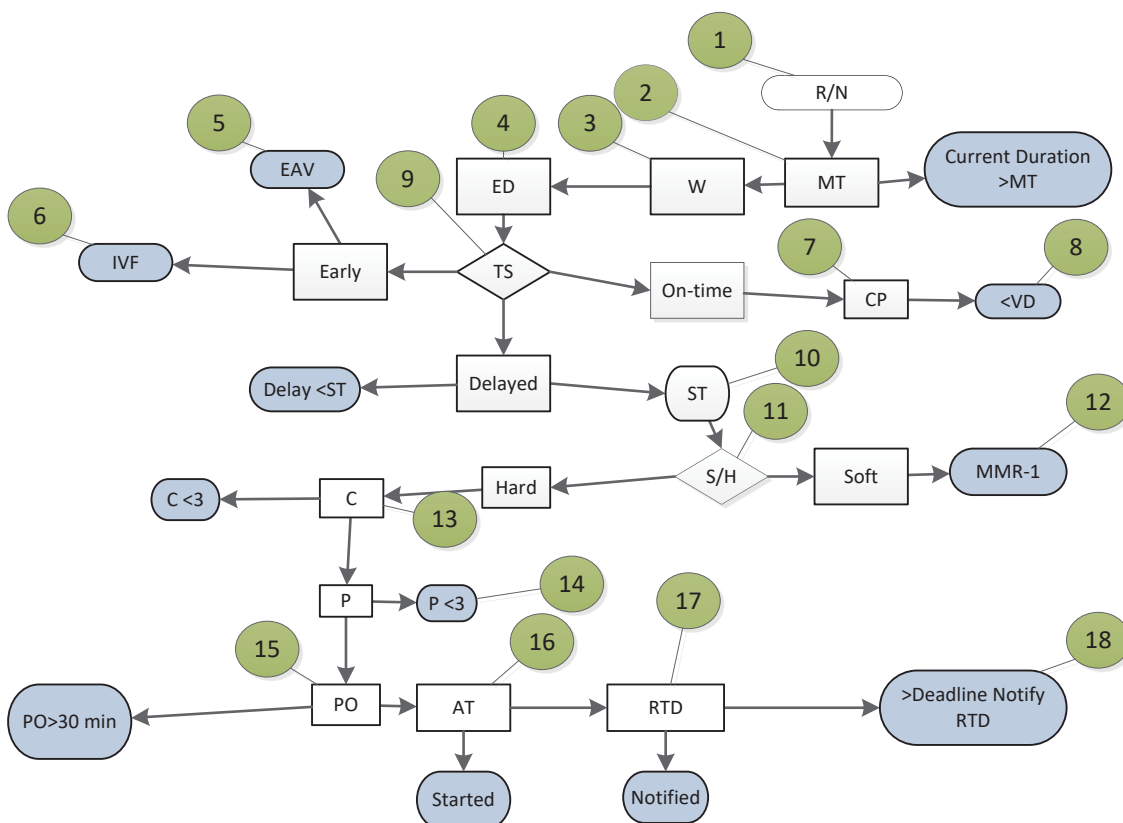 1
R/N
2
3
4
5
EAV
ED
W
MT
Current Duration
>MT
9
6
IVF
Early
TS
On-time
7
CP
8
<VD
Delay <ST
Delayed
ST
10
11
S/H
Soft
12
MMR-1
Hard
C <3
C
13
P
P <3
14
15
PO
PO>30 min
16
AT
17
RTD
18
>Deadline Notify
RTD
Started
Notified